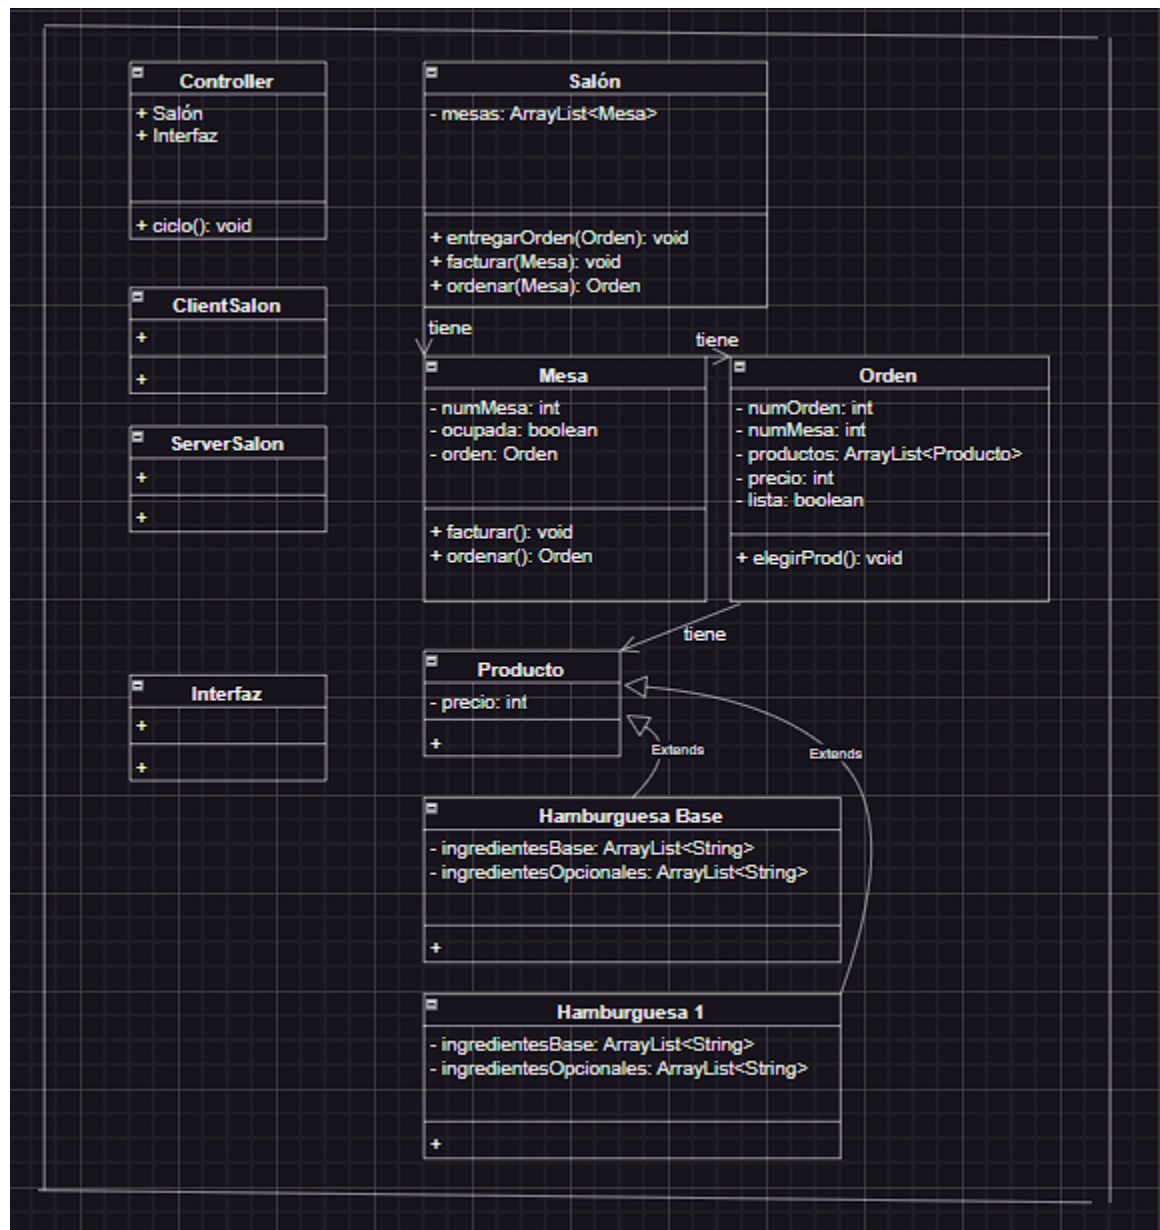 Controller
+ Salón
+ Interfaz
+ ciclo(): void
Salón
- mesas: ArrayList<Mesa>
+ entregarOrden(Orden): void
+ facturar(Mesa): void
+ ordenar(Mesa): Orden
ClientSalon
+
+
tiene
tiene
Mesa
- numMesa: int
- ocupada: boolean
- orden: Orden
+ facturar(): void
+ ordenar(): Orden
Orden
- numOrden: int
- numMesa: int
- productos: ArrayList<Producto>
- precio: int
- lista: boolean
+ elegirProd(): void
ServerSalon
+
+
tiene
Interfaz
+
+
Producto
- precio: int
+
Extends
Extends
Hamburguesa Base
- ingredientesBase: ArrayList<String>
- ingredientesOpcionales: ArrayList<String>
+
Hamburguesa 1
- ingredientesBase: ArrayList<String>
- ingredientesOpcionales: ArrayList<String>
+